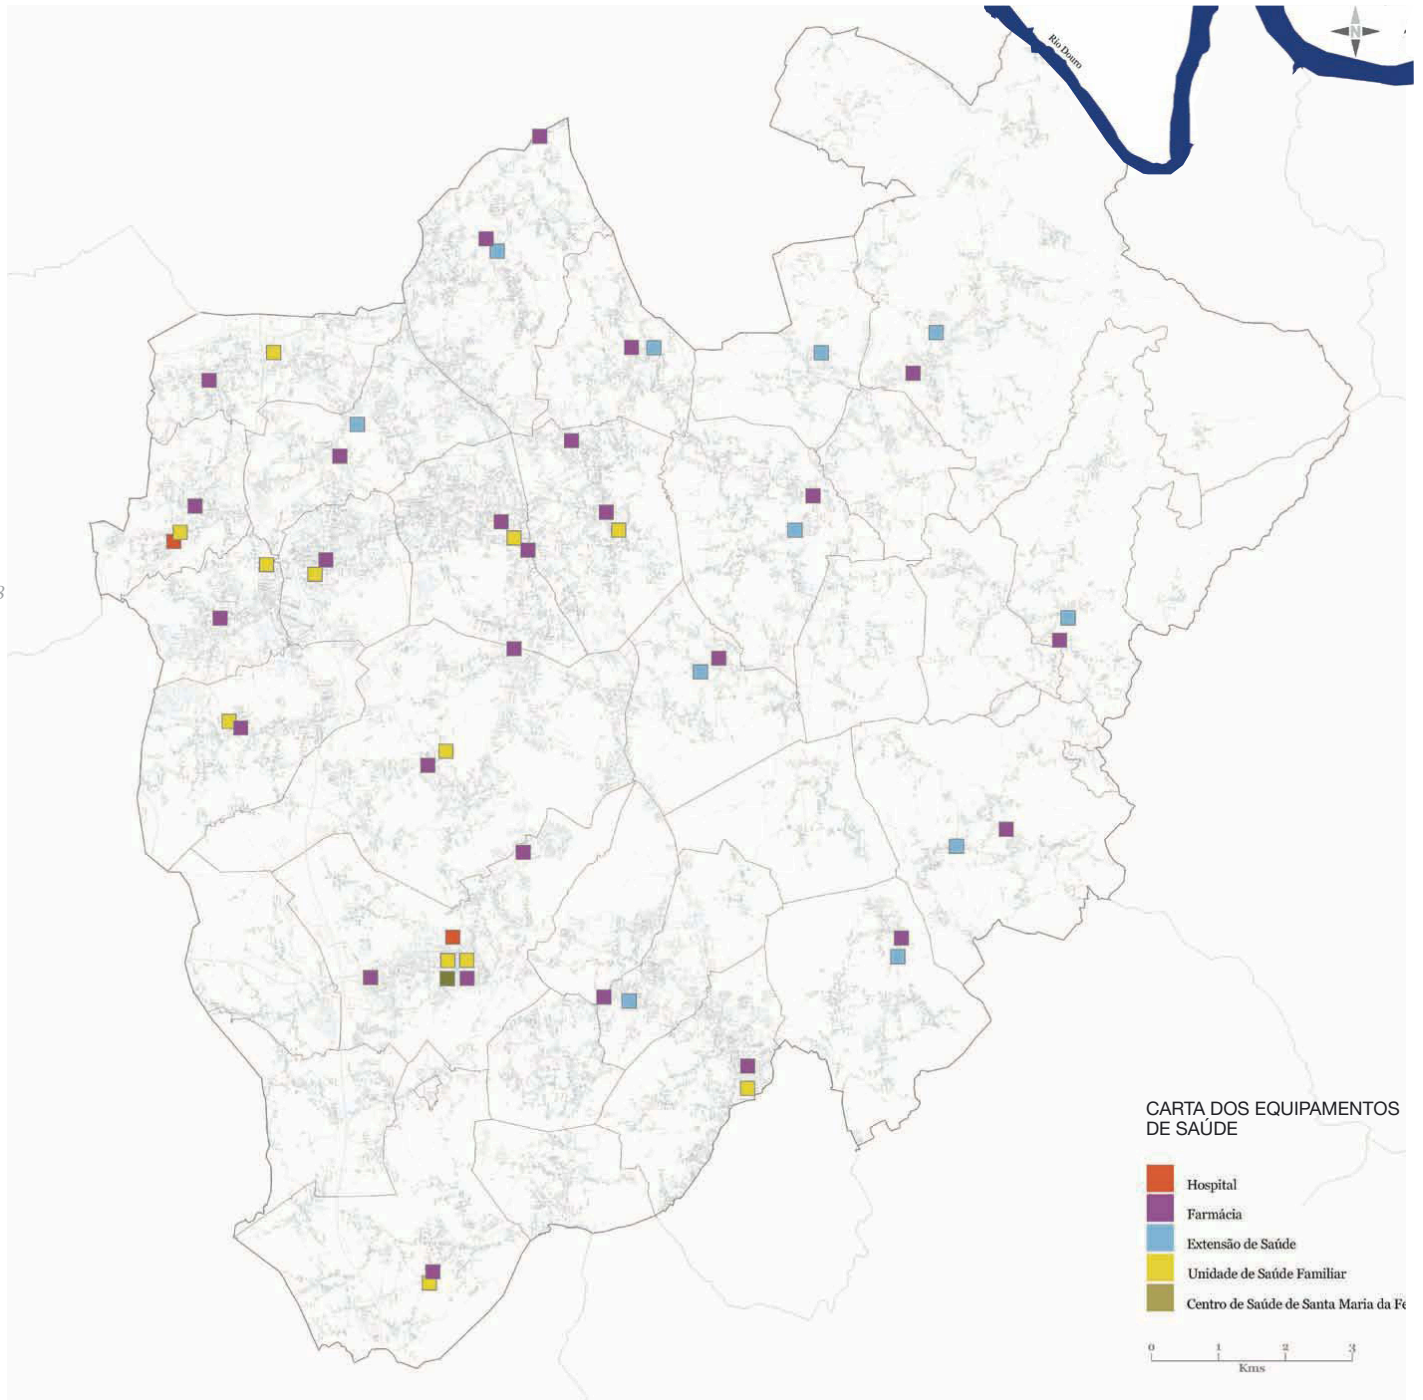 Rio Douro
N
CARTA DOS EQUIPAMENTOS
DE SAÚDE
Hospital
Farmácia
Extensão de Saúde
Unidade de Saúde Familiar
Centro de Saúde de Santa Maria da Fe
0 1 2 3
Kms